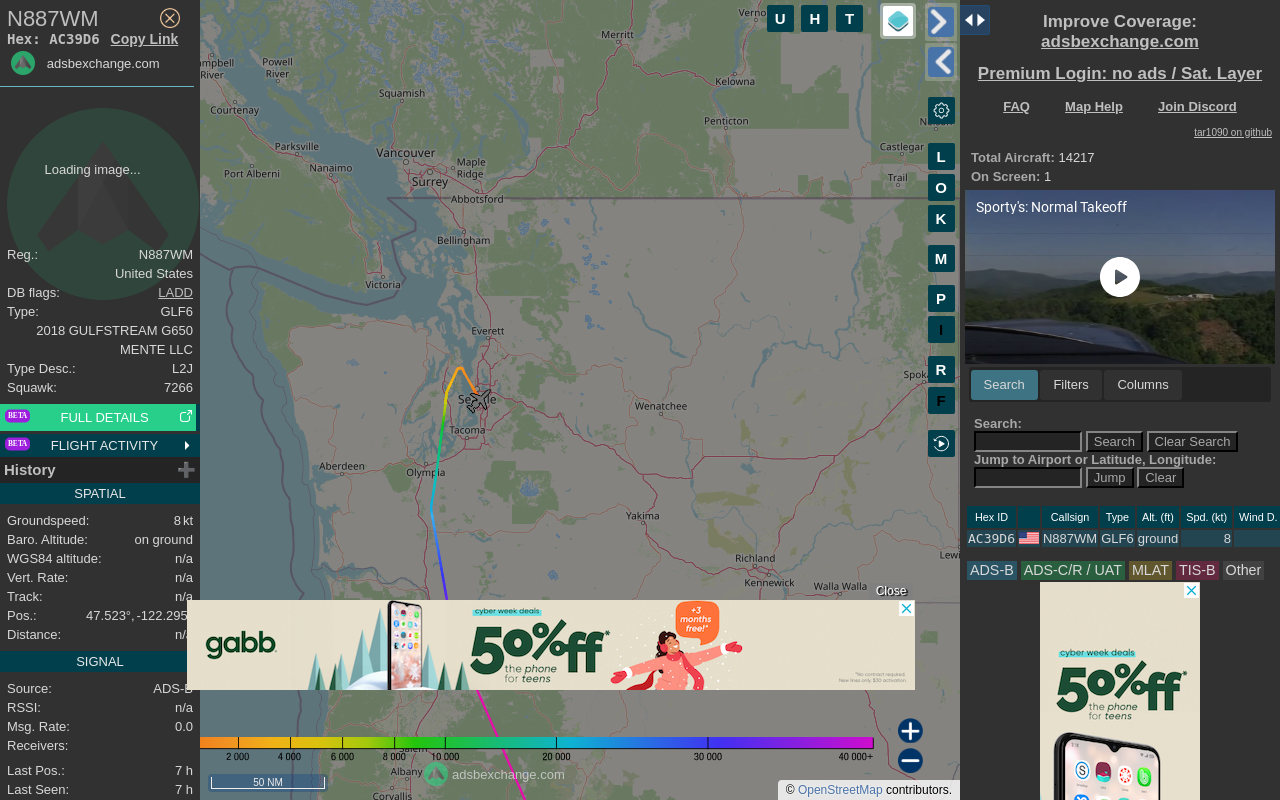 N887WM
Hex: AC39D6 Copy Link
adsbexchange.com
Loading image...
Reg.: N887WM
United States
DB flags: LADD
Type: GLF6
2018 GULFSTREAM G650
MENTE LLC
Type Desc.: L2J
Squawk: 7266
BETA FULL DETAILS
BETA FLIGHT ACTIVITY
History
SPATIAL
Groundspeed: 8 kt
Baro. Altitude: on ground
WGS84 altitude: n/a
Vert. Rate: n/a
Track: n/a
Pos.: 47.523°, -122.295
Distance: n/a
SIGNAL
Source: ADS-B
RSSI: n/a
Msg. Rate: 0.0
Receivers:
Last Pos.: 7 h
Last Seen: 7 h
U H T
L
O
K
M
P
I
R
F
Merritt
Powell
River
Squamish
Kelowna
Courtenay
Penticton
Parksville
Vancouver
Nanaimo
Maple
Ridge
Castlegar
Port Alberni
Surrey
Trail
Abbotsford
Bellingham
Victoria
Everett
Seattle
Wenatchee
Tacoma
Aberdeen
Olympia
Yakima
Richland
Kennewick
Walla Walla
Albany
Corvallis
Close
gabb
cyber week deals
50%off*
the phone
for teens
+3
months
free!*
*No contract required.
New lines only $30 activation.
2 000 4 000 6 000 8 000 10 000 20 000 30 000 40 000+
adsbexchange.com
50 NM
© OpenStreetMap contributors.
Improve Coverage:
adsbexchange.com
Premium Login: no ads / Sat. Layer
FAQ Map Help Join Discord
tar1090 on github
Total Aircraft: 14217
On Screen: 1
Sporty's: Normal Takeoff
Search Filters Columns
Search:
Search Clear Search
Jump to Airport or Latitude, Longitude:
Jump Clear
Hex ID Callsign Type Alt. (ft) Spd. (kt) Wind D.
AC39D6 N887WM GLF6 ground 8
ADS-B ADS-C/R / UAT MLAT TIS-B Other
cyber week deals
50%off*
the phone
for teens